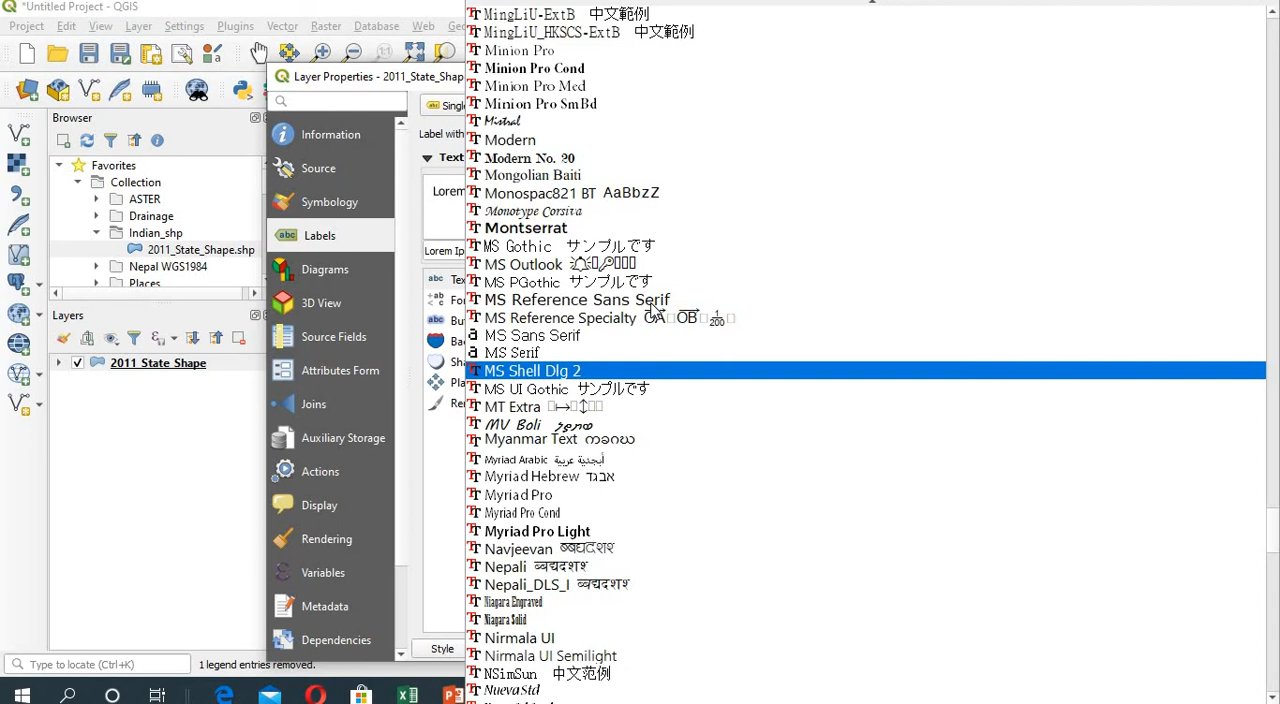 *Untitled Project — QGIS
Project Edit View Layer Settings Plugins Vector Raster Database Web
Layer Properties - 2011_State_Shap
Browser
Favorites
Collection
ASTER
Drainage
Indian_shp
2011_State_Shape.shp
Nepal WGS1984
Places
Layers
2011 State Shape
Type to locate (Ctrl+K)
1 legend entries removed.
Information
Source
Symbology
Labels
Diagrams
3D View
Source Fields
Attributes Form
Joins
Auxiliary Storage
Actions
Display
Rendering
Variables
Metadata
Dependencies
Label with
Text
Lorem
Lorem Ip
Style
MingLiU-ExtB 中文範例
MingLiU_HKSCS-ExtB 中文範例
Minion Pro
Minion Pro Cond
Minion Pro Med
Minion Pro SmBd
Mistral
Modern
Modern No. 20
Mongolian Baiti
Monospac821 BT AaBbzZ
Monotype Corsiva
Montserrat
MS Gothic サンプルです
MS Outlook
MS PGothic サンプルです
MS Reference Sans Serif
MS Reference Specialty
MS Sans Serif
MS Serif
MS Shell Dlg 2
MS UI Gothic サンプルです
MT Extra
MV Boli
Myanmar Text
Myriad Arabic أبجدية عربية
Myriad Hebrew אבגד
Myriad Pro
Myriad Pro Cond
Myriad Pro Light
Navjeevan
Nepali
Nepali_DLS_I
Niagara Engraved
Niagara Solid
Nirmala UI
Nirmala UI Semilight
NSimSun 中文范例
Nueva Std